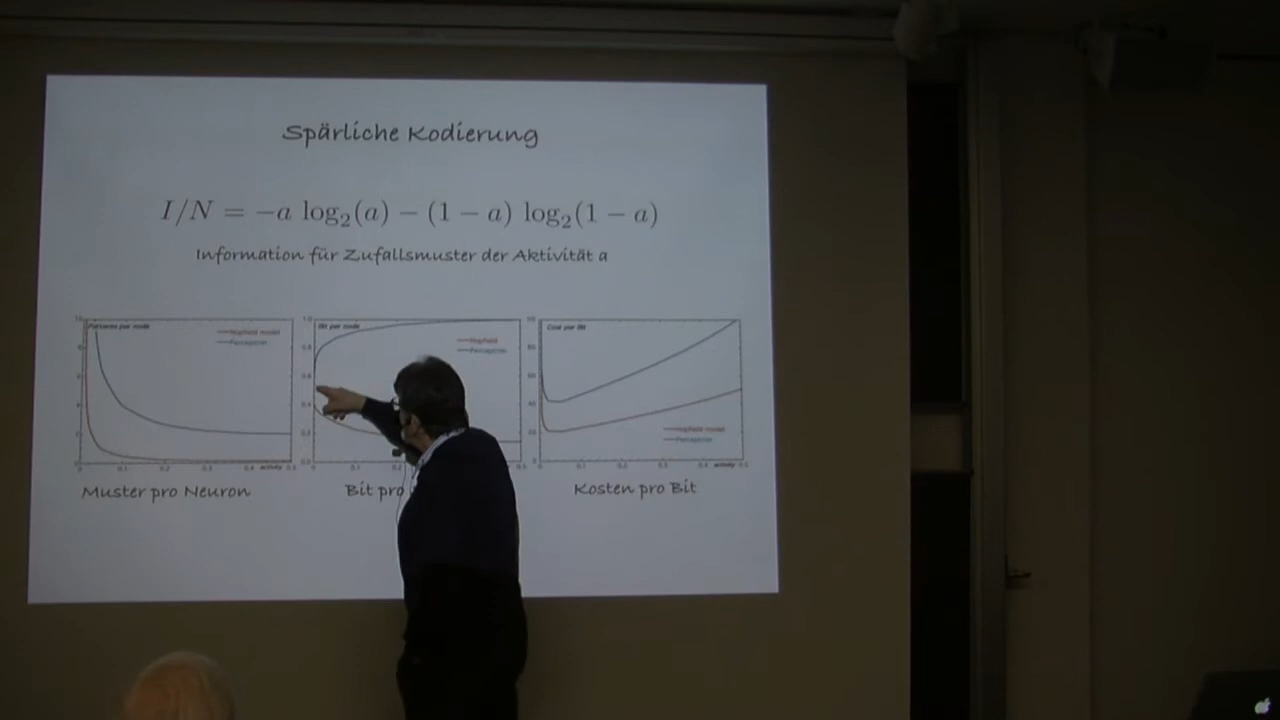 Spärliche Kodierung
I/N = −a log₂(a) − (1 − a) log₂(1 − a)
Information für Zufallsmuster der Aktivität a
Patterns per node
Hopfield model
Perceptron
activity
Muster pro Neuron
Bit per node
Hopfield
Perceptron
Bit pro
Cost per Bit
Hopfield model
Perceptron
activity
Kosten pro Bit